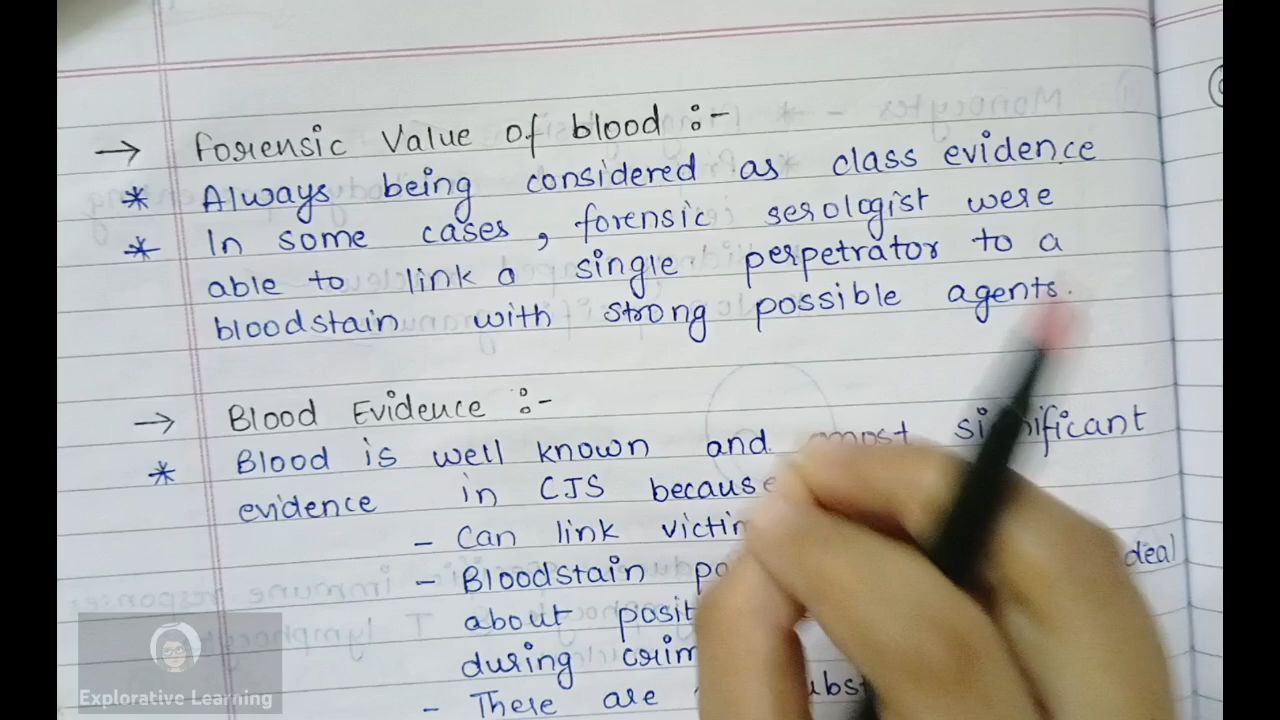 → Forensic Value of blood :-
* Always being considered as class evidence
* In some cases, forensic serologist were
able to link a single perpetrator to a
bloodstain with strong possible agents.
→ Blood Evidence :-
* Blood is well known and most significant
evidence in CJS because
- Can link
- Bloodstain deal
about
during
- There are
Explorative Learning